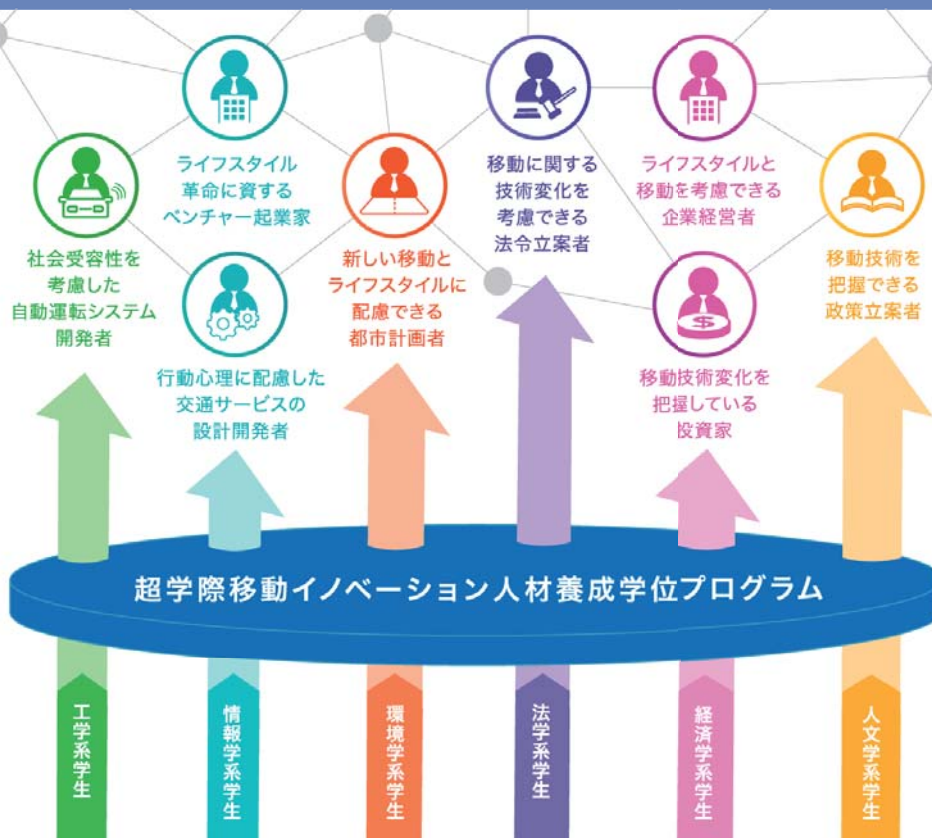 ライフスタイル
革命に資する
ベンチャー起業家
移動に関する
技術変化を
考慮できる
法令立案者
ライフスタイルと
移動を考慮できる
企業経営者
社会受容性を
考慮した
自動運転システム
開発者
新しい移動と
ライフスタイルに
配慮できる
都市計画者
移動技術を
把握できる
政策立案者
行動心理に配慮した
交通サービスの
設計開発者
$
移動技術変化を
把握している
投資家
超学際移動イノベーション人材養成学位プログラム
工学系学生
情報学系学生
環境学系学生
法学系学生
経済学系学生
人文学系学生